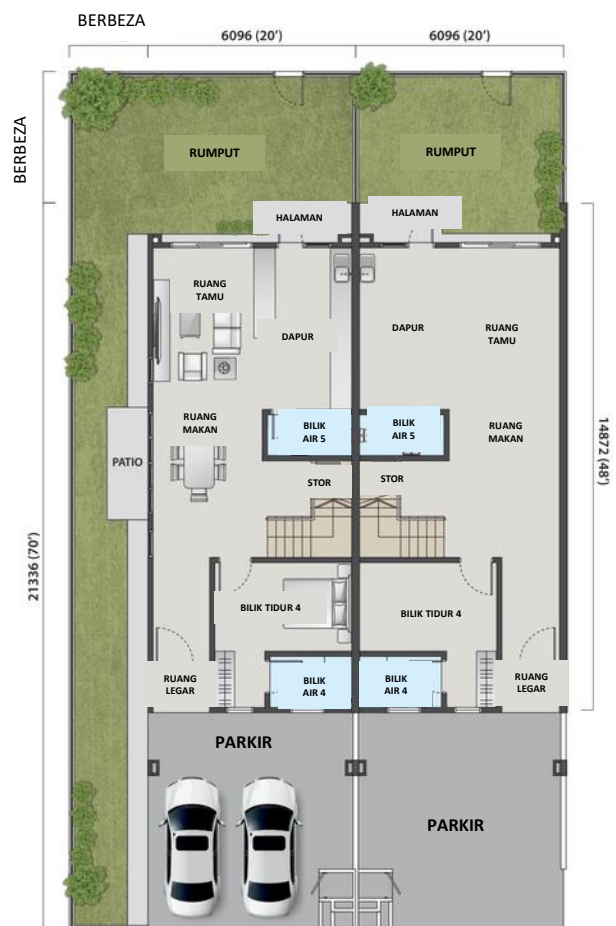 BERBEZA
6096 (20')
6096 (20')
BERBEZA
RUMPUT
RUMPUT
HALAMAN
HALAMAN
RUANG
TAMU
DAPUR
DAPUR
RUANG
TAMU
RUANG
MAKAN
BILIK
AIR 5
BILIK
AIR 5
RUANG
MAKAN
PATIO
STOR
STOR
14872 (48')
21336 (70')
BILIK TIDUR 4
BILIK TIDUR 4
RUANG
LEGAR
BILIK
AIR 4
BILIK
AIR 4
RUANG
LEGAR
PARKIR
PARKIR